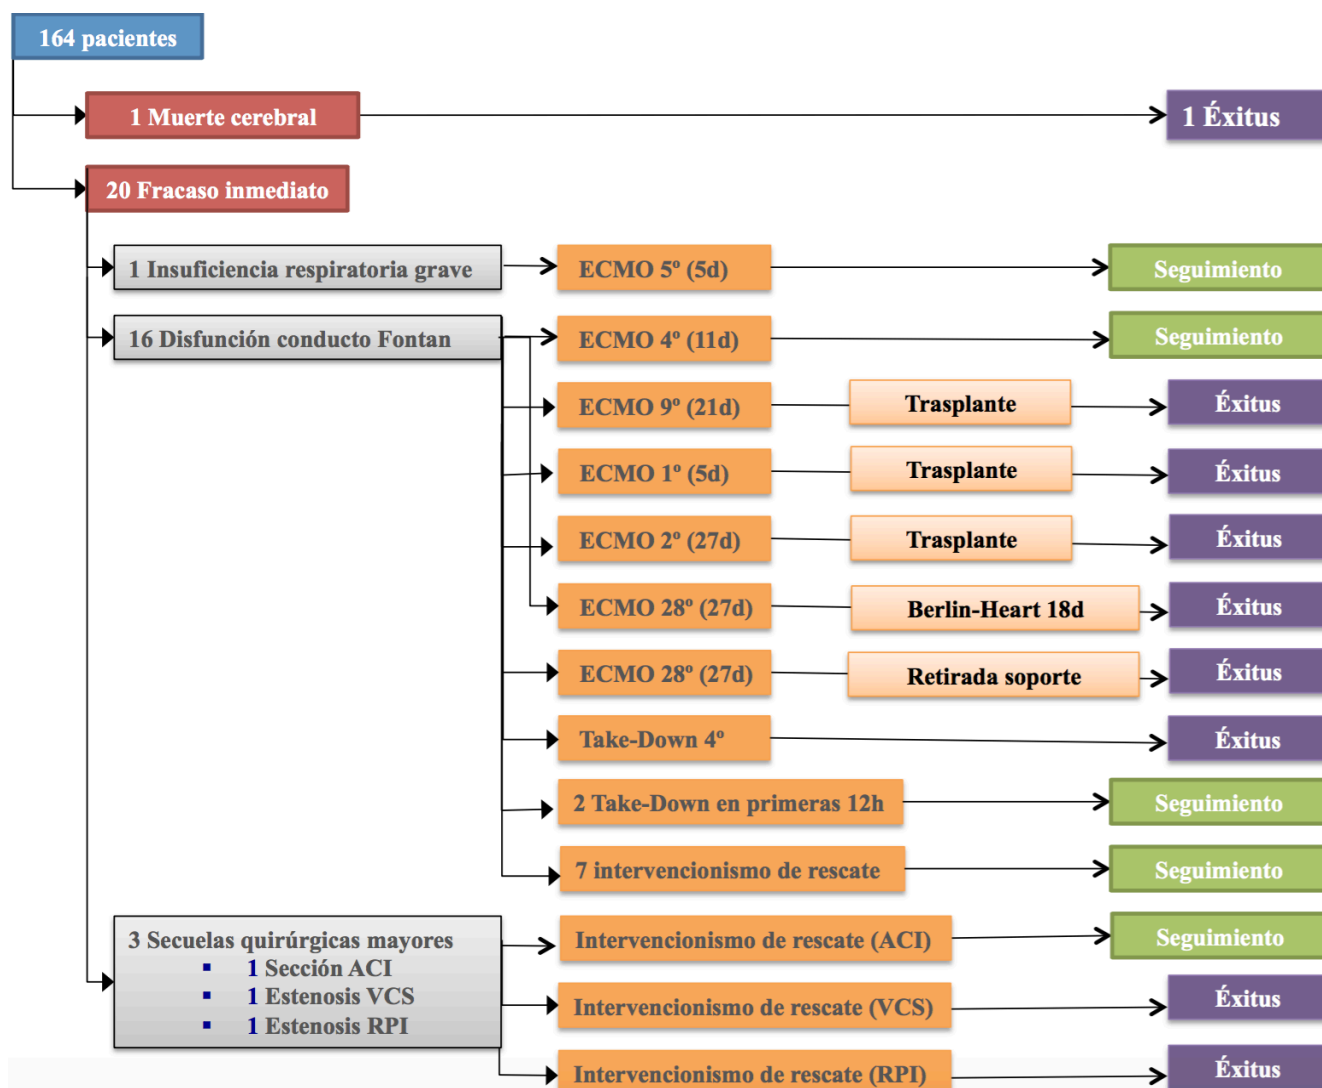 164 pacientes
1 Muerte cerebral
1 Éxitus
20 Fracaso inmediato
1 Insuficiencia respiratoria grave
ECMO 5º (5d)
Seguimiento
16 Disfunción conducto Fontan
ECMO 4º (11d)
Seguimiento
ECMO 9º (21d)
Trasplante
Éxitus
ECMO 1º (5d)
Trasplante
Éxitus
ECMO 2º (27d)
Trasplante
Éxitus
ECMO 28º (27d)
Berlin-Heart 18d
Éxitus
ECMO 28º (27d)
Retirada soporte
Éxitus
Take-Down 4º
Éxitus
2 Take-Down en primeras 12h
Seguimiento
7 intervencionismo de rescate
Seguimiento
3 Secuelas quirúrgicas mayores
▪ 1 Sección ACI
▪ 1 Estenosis VCS
▪ 1 Estenosis RPI
Intervencionismo de rescate (ACI)
Seguimiento
Intervencionismo de rescate (VCS)
Éxitus
Intervencionismo de rescate (RPI)
Éxitus